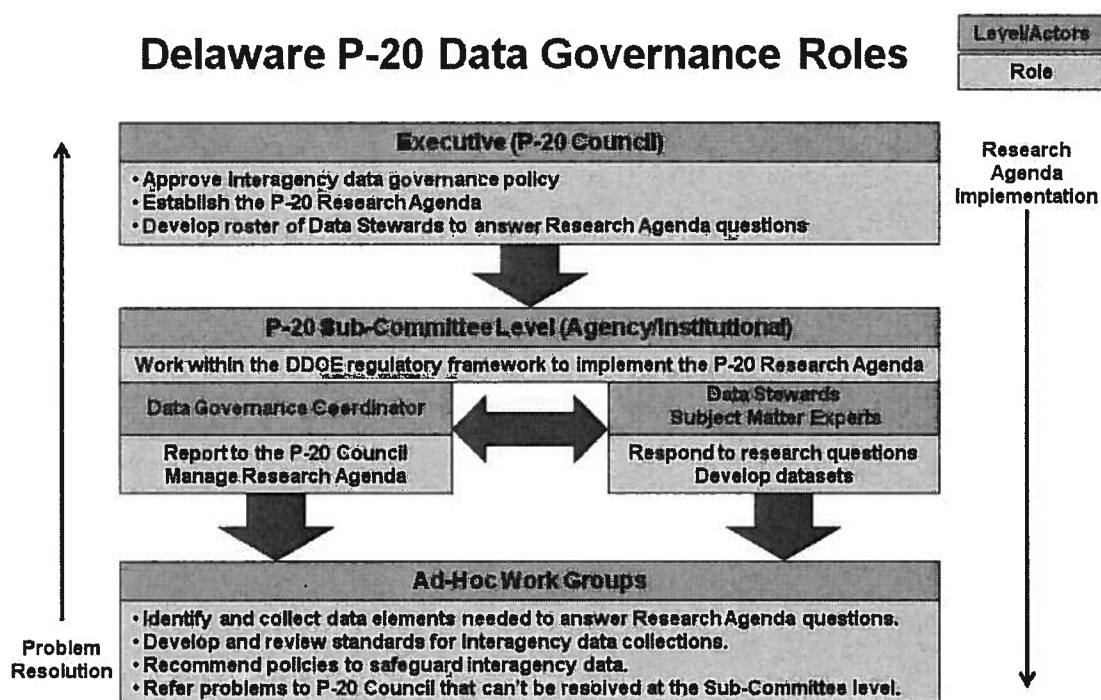 Delaware P-20 Data Governance Roles
Level/Actors
Role
Executive (P-20 Council)
• Approve Interagency data governance policy
• Establish the P-20 Research Agenda
• Develop roster of Data Stewards to answer Research Agenda questions
Research
Agenda
Implementation
P-20 Sub-Committee Level (Agency/Institutional)
Work within the DDOE regulatory framework to implement the P-20 Research Agenda
Data Governance Coordinator
Report to the P-20 Council
Manage Research Agenda
Data Stewards
Subject Matter Experts
Respond to research questions
Develop datasets
Ad-Hoc Work Groups
• Identify and collect data elements needed to answer Research Agenda questions.
• Develop and review standards for Interagency data collections.
• Recommend policies to safeguard interagency data.
• Refer problems to P-20 Council that can't be resolved at the Sub-Committee level.
Problem
Resolution